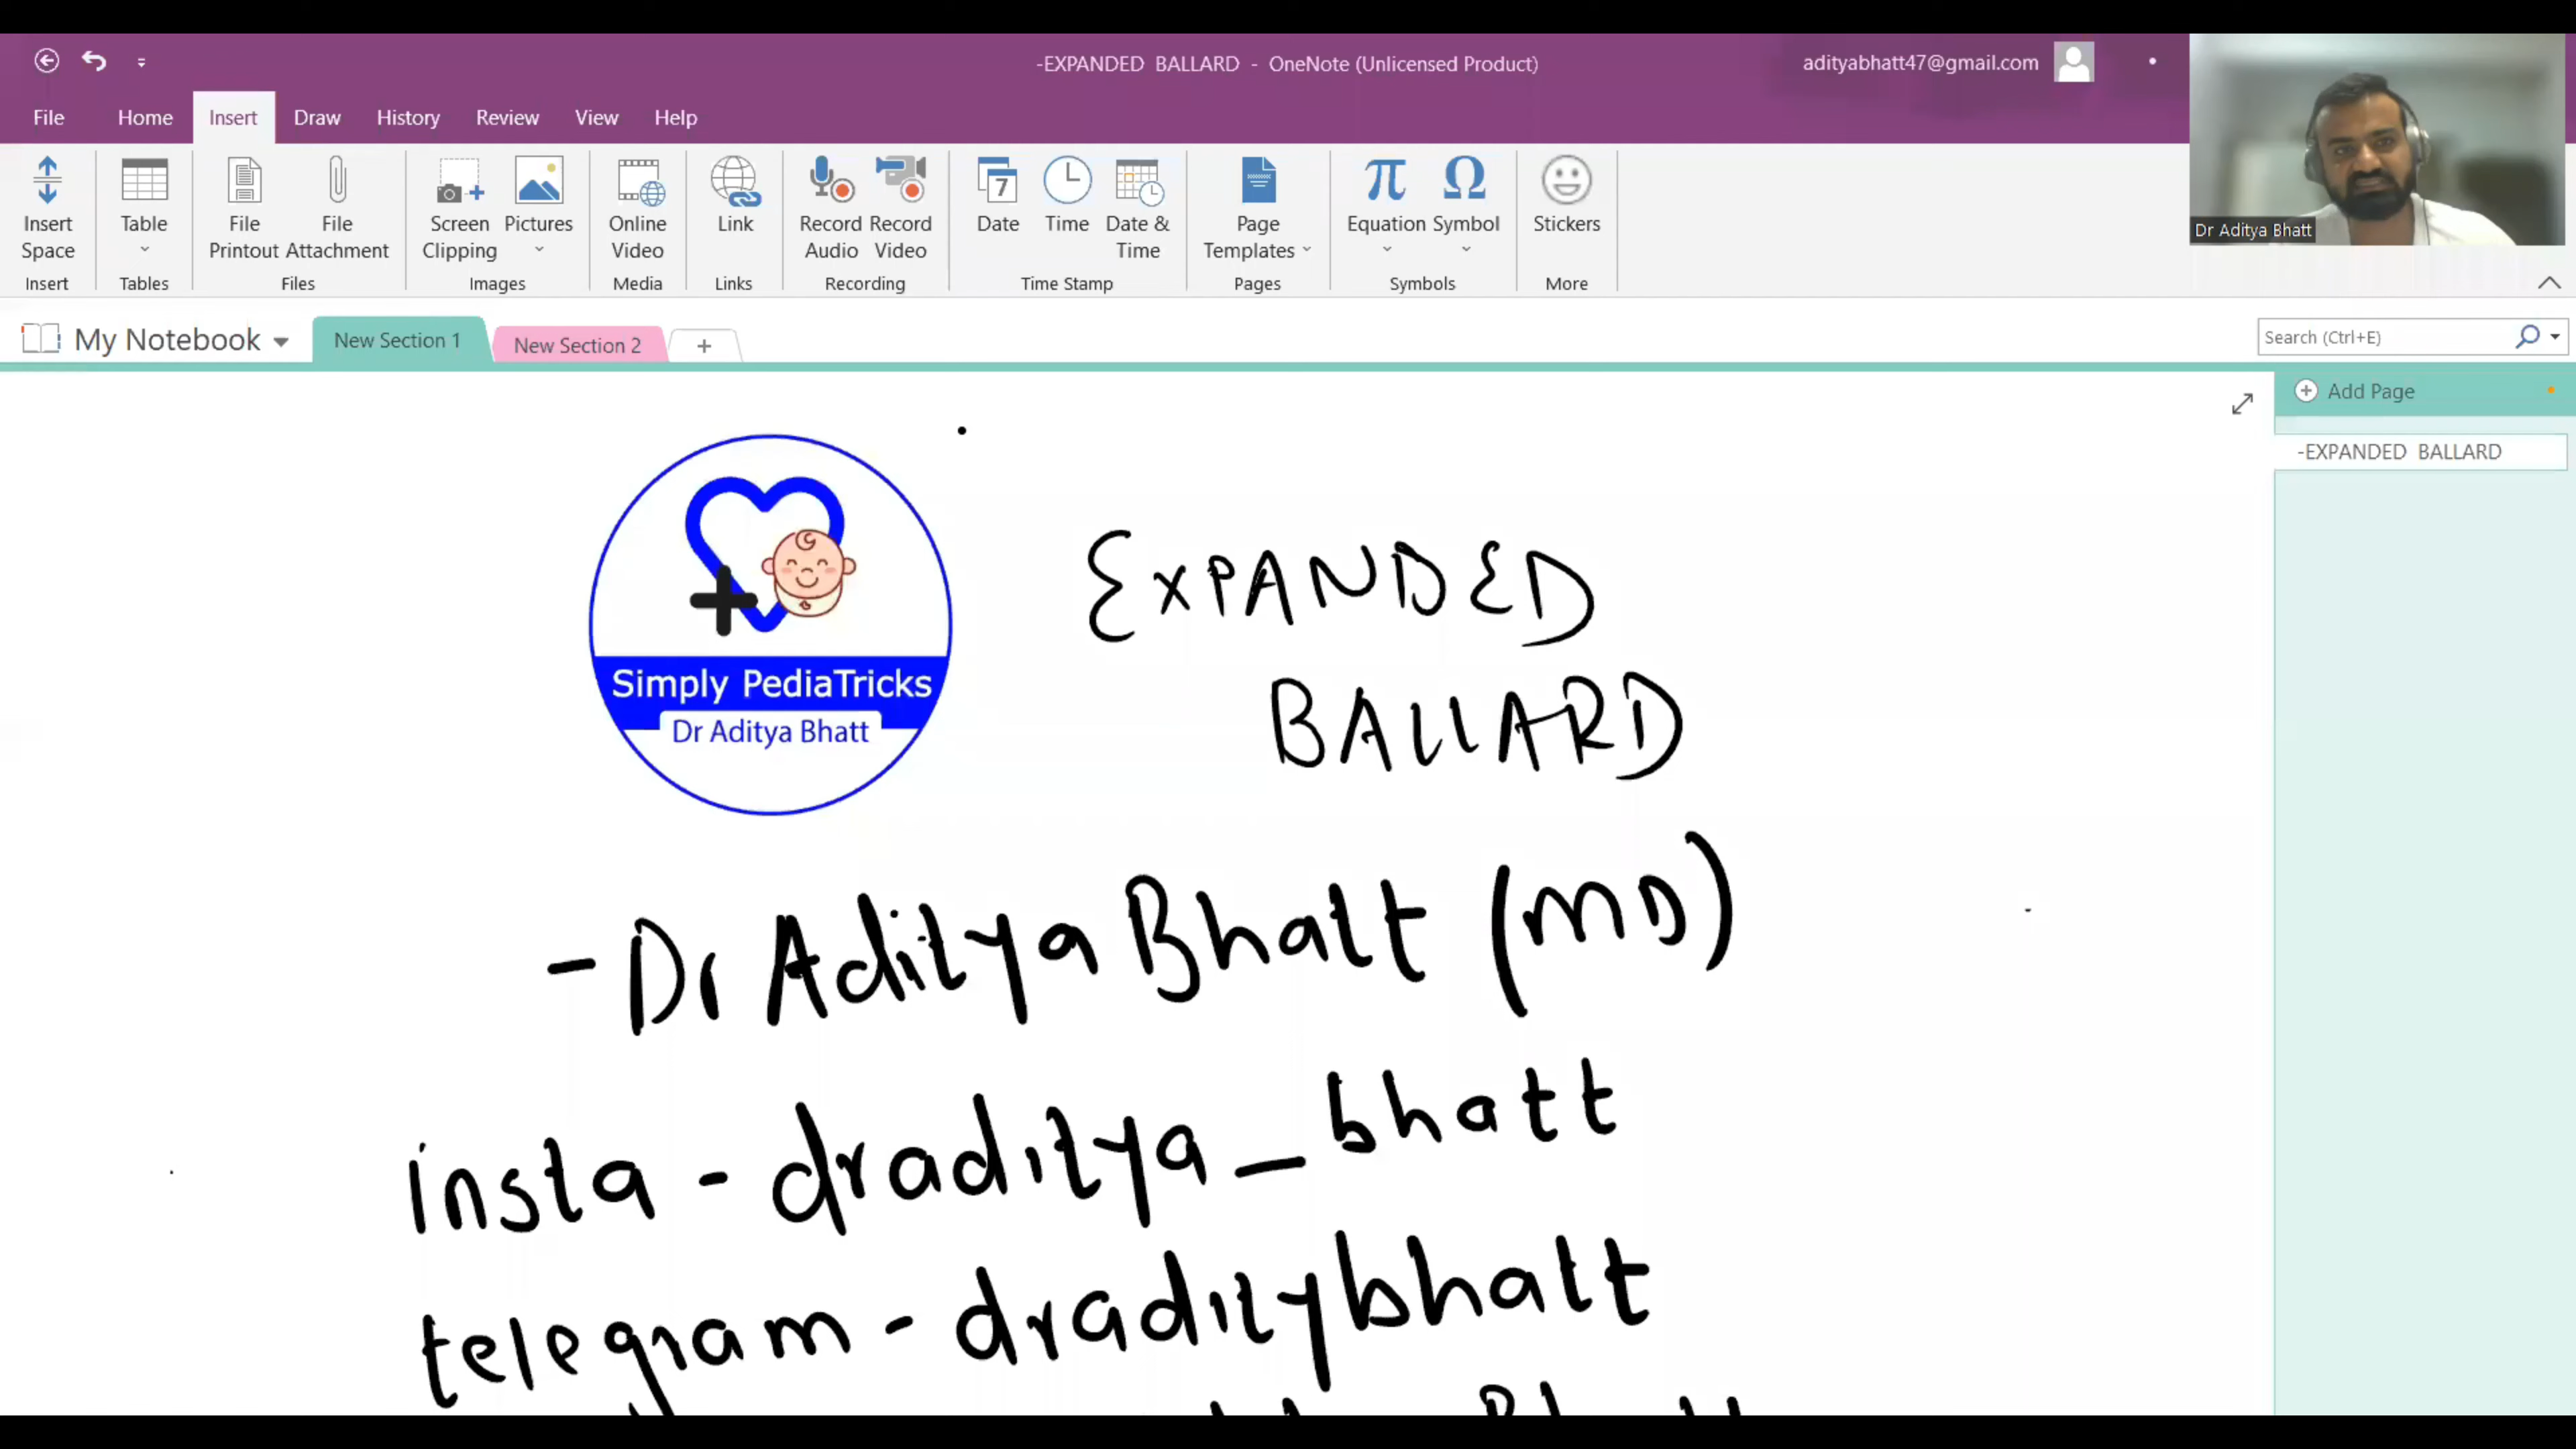 -EXPANDED BALLARD - OneNote (Unlicensed Product)
adityabhatt47@gmail.com
File Home Insert Draw History Review View Help
Insert Space
Table
File Printout
File Attachment
Screen Clipping
Pictures
Online Video
Link
Record Audio
Record Video
Date
Time
Date & Time
Page Templates
π
Equation
Ω
Symbol
Stickers
Insert Tables Files Images Media Links Recording Time Stamp Pages Symbols More
Dr Aditya Bhatt
My Notebook
New Section 1
New Section 2
+
Search (Ctrl+E)
Add Page
-EXPANDED BALLARD
Simply PediaTricks
Dr Aditya Bhatt
EXPANDED
BALLARD
- Dr Aditya Bhatt (MD)
insta - draditya_bhatt
telegram - draditybhatt